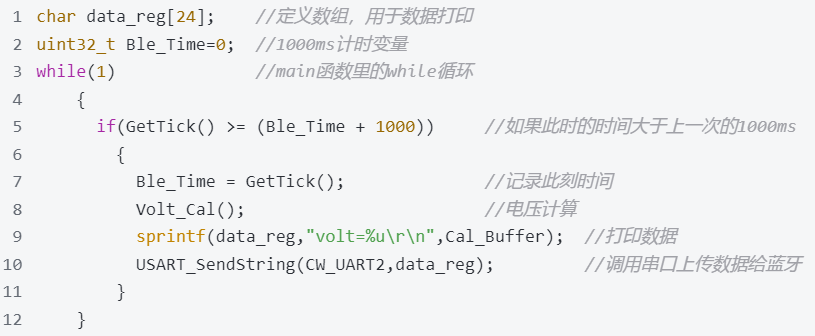 1 char data_reg[24];    //定义数组，用于数据打印
2 uint32_t Ble_Time=0;  //1000ms计时变量
3 while(1)              //main函数里的while循环
4     {
5       if(GetTick() >= (Ble_Time + 1000))     //如果此时的时间大于上一次的1000ms
6         {
7           Ble_Time = GetTick();              //记录此刻时间
8           Volt_Cal();                        //电压计算
9           sprintf(data_reg,"volt=%u\r\n",Cal_Buffer);  //打印数据
10           USART_SendString(CW_UART2,data_reg);         //调用串口上传数据给蓝牙
11         }
12     }